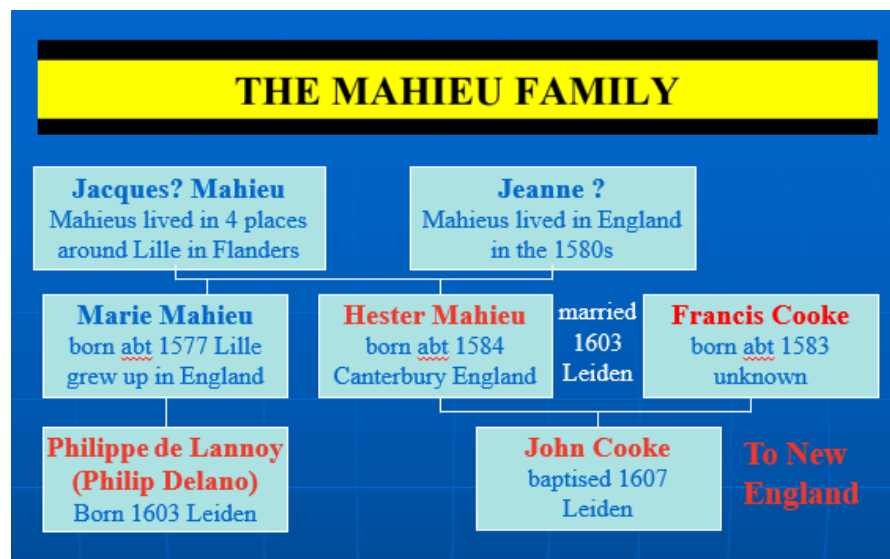 THE MAHIEU FAMILY
Jacques? Mahieu
Mahieus lived in 4 places
around Lille in Flanders
Jeanne ?
Mahieus lived in England
in the 1580s
Marie Mahieu
born abt 1577 Lille
grew up in England
Hester Mahieu
born abt 1584
Canterbury England
married
1603
Leiden
Francis Cooke
born abt 1583
unknown
Philippe de Lannoy
(Philip Delano)
Born 1603 Leiden
John Cooke
baptised 1607
Leiden
To New
England